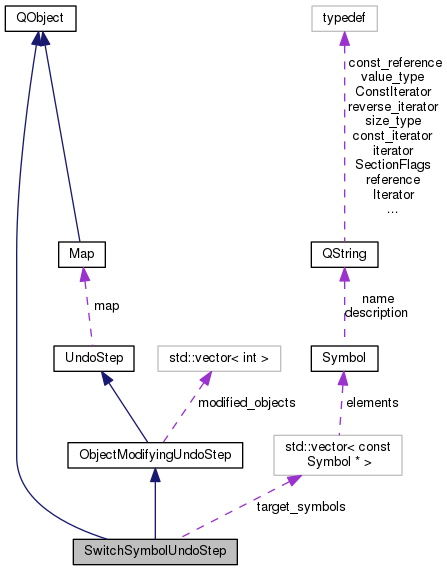 QObject
typedef
const_reference
value_type
ConstIterator
reverse_iterator
size_type
const_iterator
iterator
SectionFlags
reference
Iterator
...
Map
QString
map
name
description
UndoStep
std::vector< int >
Symbol
modified_objects
elements
ObjectModifyingUndoStep
std::vector< const
Symbol * >
target_symbols
SwitchSymbolUndoStep